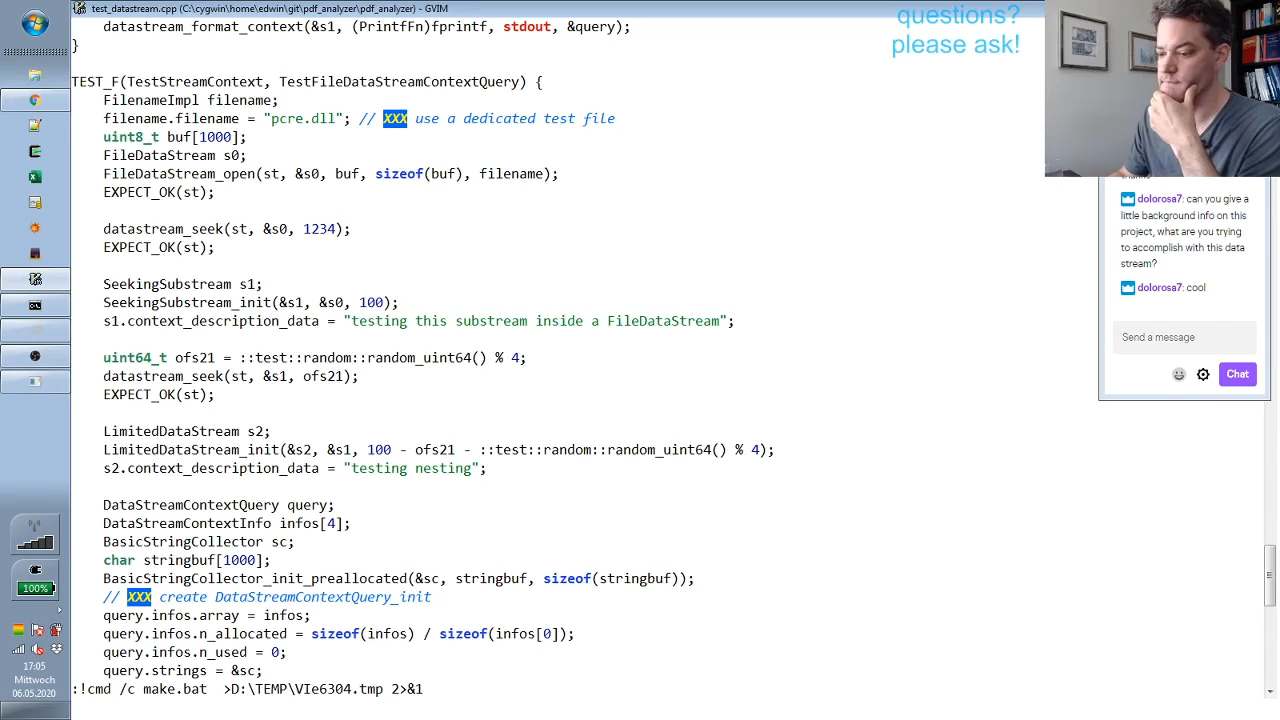 test_datastream.cpp (C:\cygwin\home\edwin\git\pdf_analyzer\pdf_analyzer) - GVIM
questions?
please ask!
datastream_format_context(&s1, (PrintfFn)fprintf, stdout, &query);
}
TEST_F(TestStreamContext, TestFileDataStreamContextQuery) {
FilenameImpl filename;
filename.filename = "pcre.dll"; // XXX use a dedicated test file
uint8_t buf[1000];
FileDataStream s0;
FileDataStream_open(st, &s0, buf, sizeof(buf), filename);
EXPECT_OK(st);
datastream_seek(st, &s0, 1234);
EXPECT_OK(st);
SeekingSubstream s1;
SeekingSubstream_init(&s1, &s0, 100);
s1.context_description_data = "testing this substream inside a FileDataStream";
uint64_t ofs21 = ::test::random::random_uint64() % 4;
datastream_seek(st, &s1, ofs21);
EXPECT_OK(st);
LimitedDataStream s2;
LimitedDataStream_init(&s2, &s1, 100 - ofs21 - ::test::random::random_uint64() % 4);
s2.context_description_data = "testing nesting";
DataStreamContextQuery query;
DataStreamContextInfo infos[4];
BasicStringCollector sc;
char stringbuf[1000];
BasicStringCollector_init_preallocated(&sc, stringbuf, sizeof(stringbuf));
// XXX create DataStreamContextQuery_init
query.infos.array = infos;
query.infos.n_allocated = sizeof(infos) / sizeof(infos[0]);
query.infos.n_used = 0;
query.strings = &sc;
:!cmd /c make.bat  >D:\TEMP\VIe6304.tmp 2>&1
dolorosa7: can you give a
little background info on this
project, what are you trying
to accomplish with this data
stream?
dolorosa7: cool
Send a message
Chat
100%
17:05
Mittwoch
06.05.2020